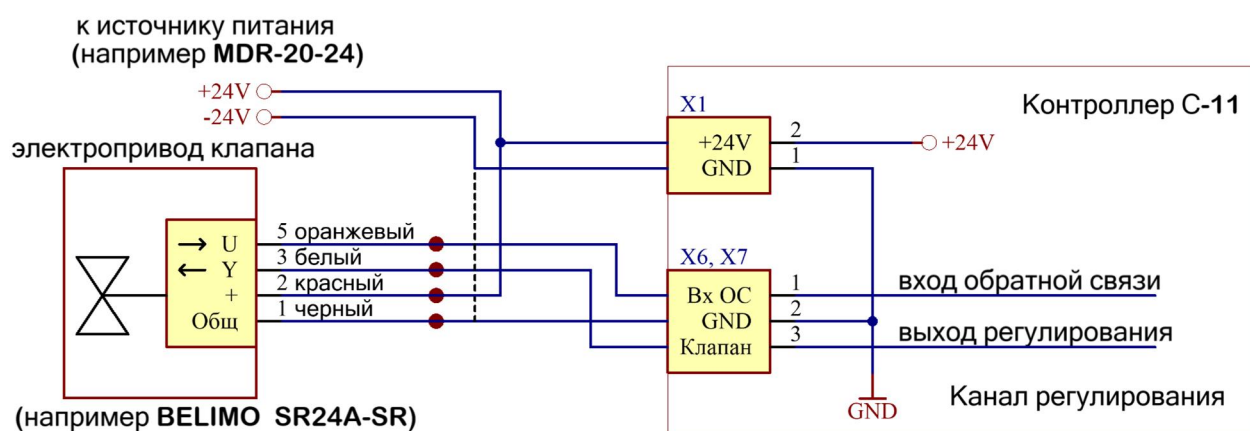 к источнику питания
(например MDR-20-24)
+24V
-24V
электропривод клапана
U
Y
+
Общ
5 оранжевый
3 белый
2 красный
1 черный
(например BELIMO SR24A-SR)
X1
+24V
GND
2
1
+24V
Контроллер С-11
X6, X7
Вх ОС
GND
Клапан
1
2
3
вход обратной связи
выход регулирования
GND
Канал регулирования